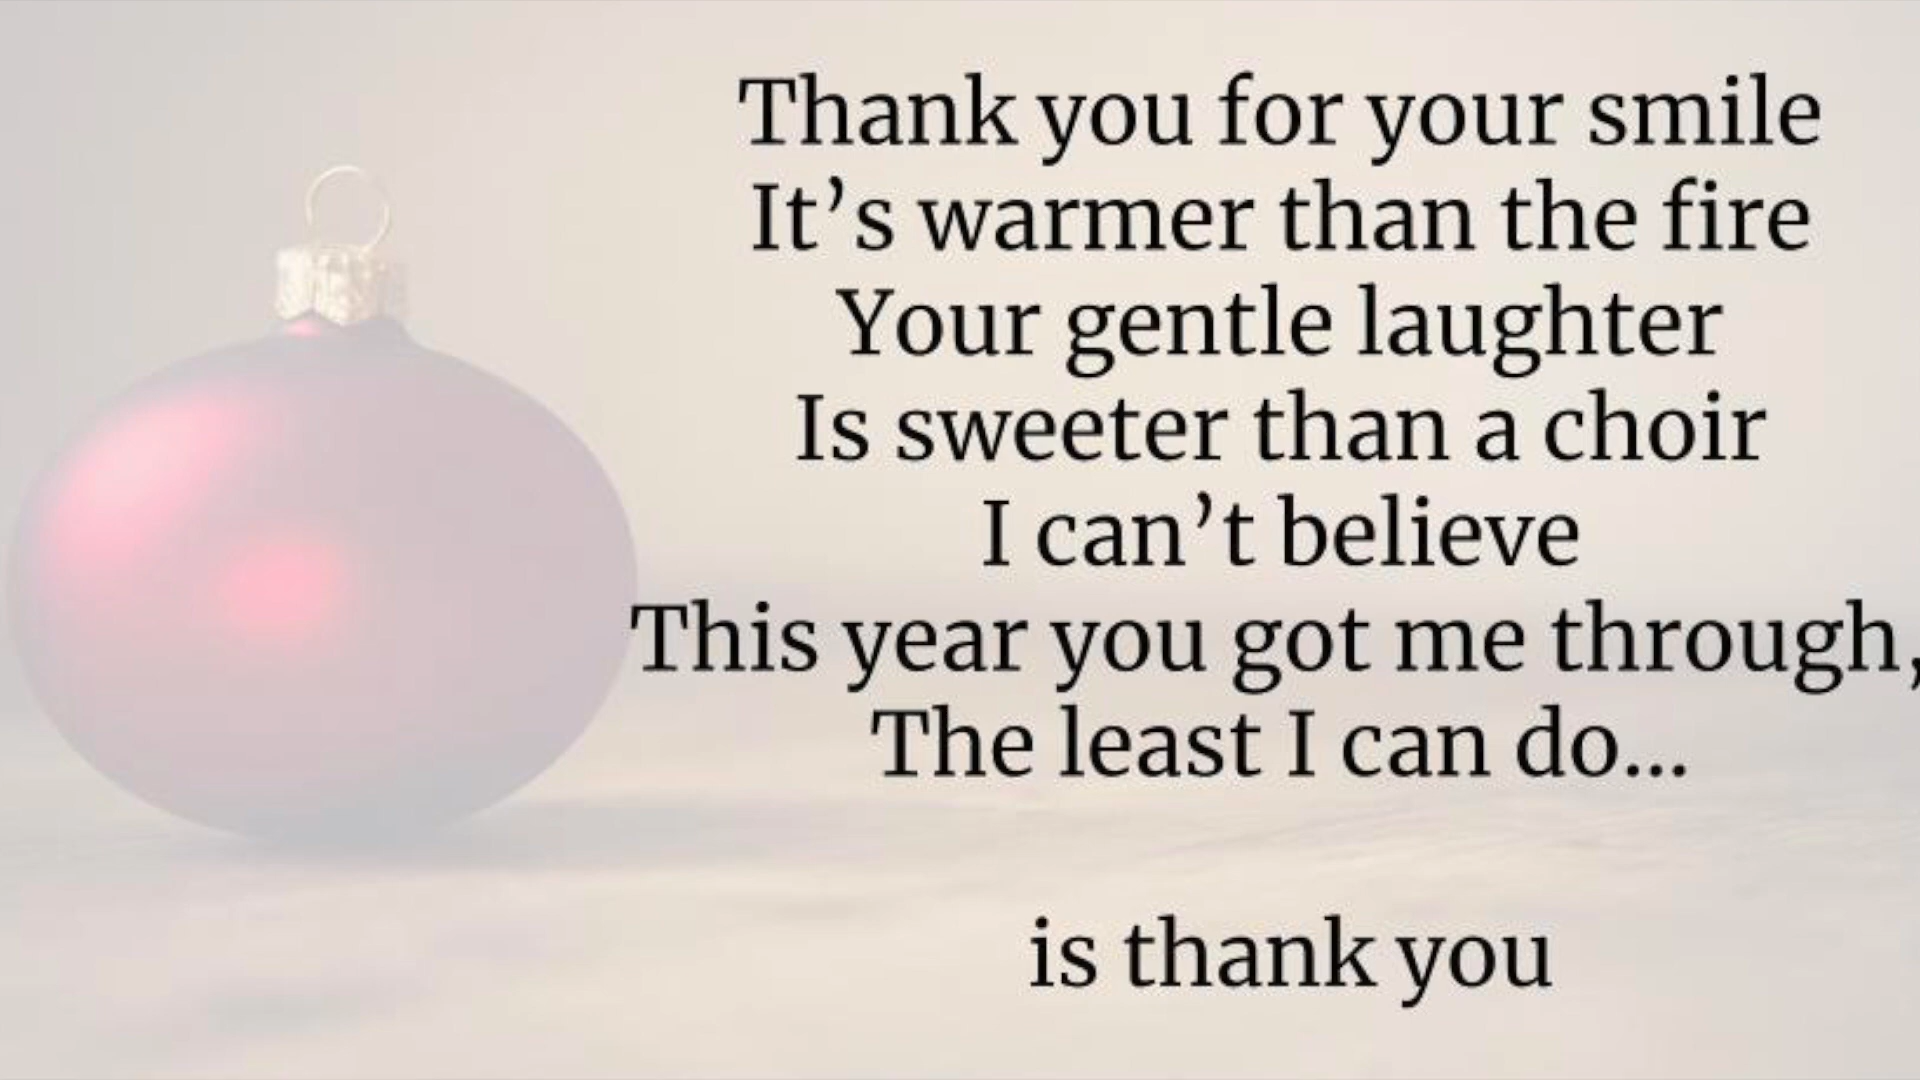 Thank you for your smile
It’s warmer than the fire
Your gentle laughter
Is sweeter than a choir
I can’t believe
This year you got me through,
The least I can do...
is thank you